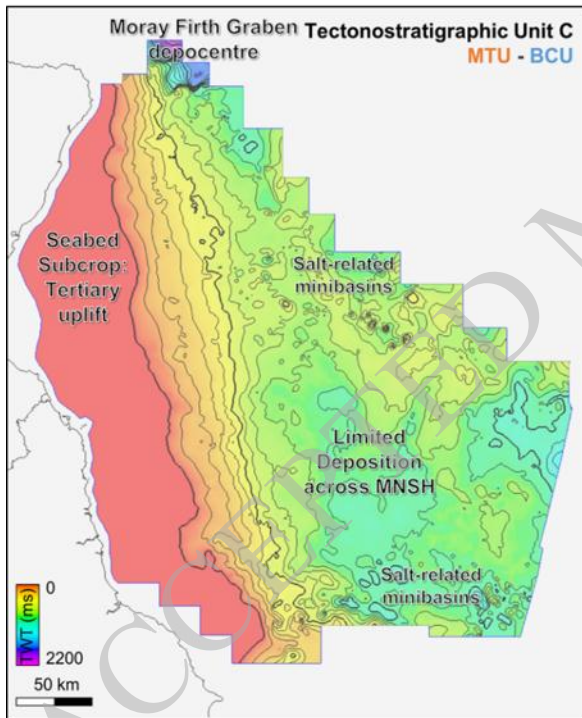 Moray Firth Graben
depocentre
Tectonostratigraphic Unit C
MTU - BCU
Seabed
Subcrop:
Tertiary
uplift
Salt-related
minibasins
Limited
Deposition
across MNSH
Salt-related
minibasins
TWT (ms)
0
2200
50 km
ACCEPTED M